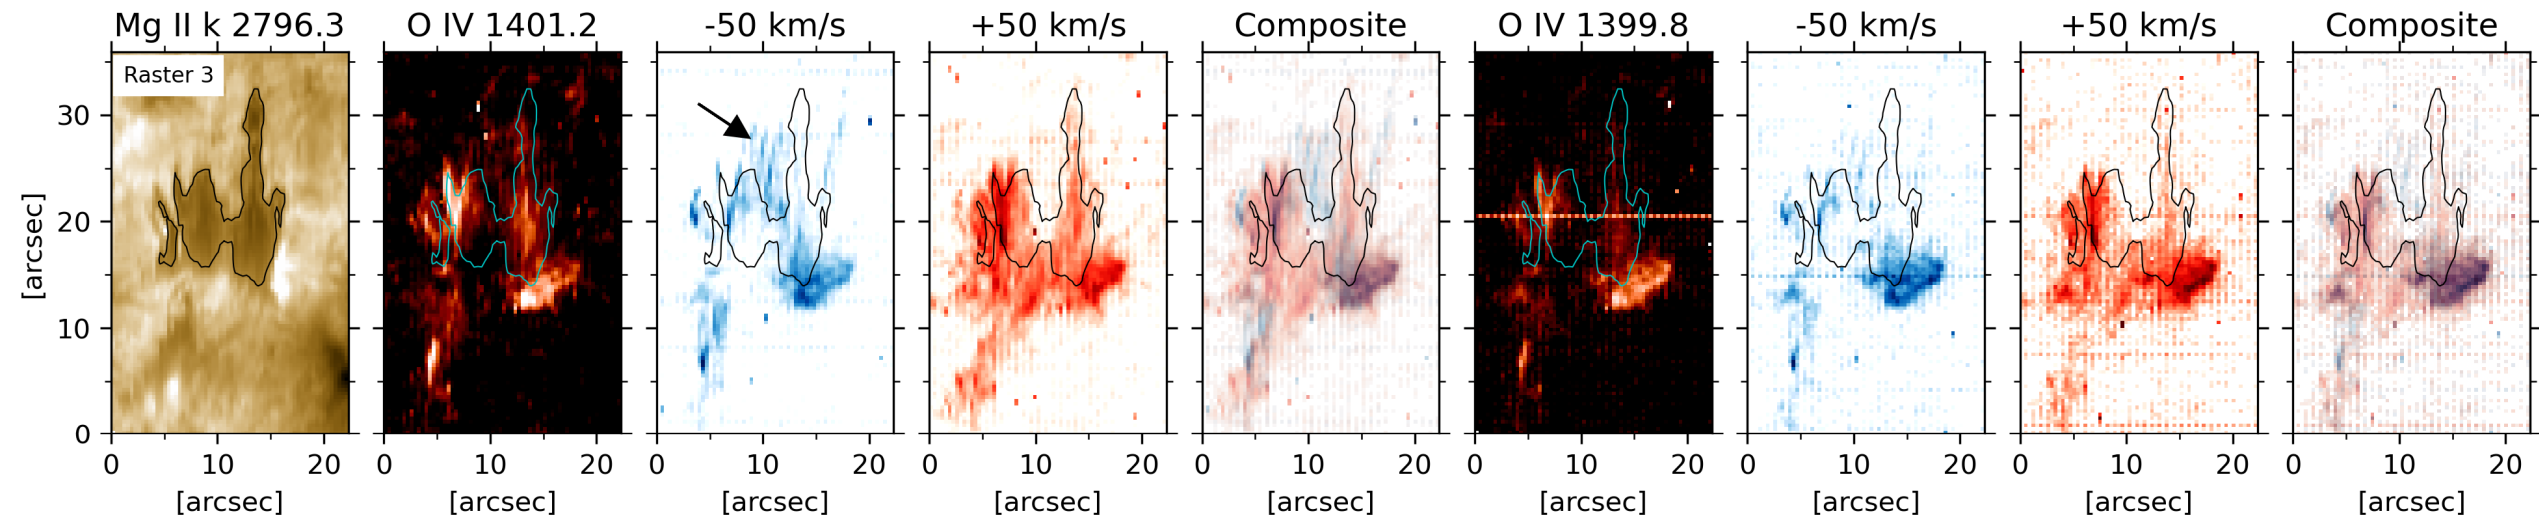 Mg II k 2796.3 O IV 1401.2 -50 km/s +50 km/s Composite O IV 1399.8 -50 km/s +50 km/s Composite
Raster 3
30
20
10
0
[arcsec]
0 10 20 0 10 20 0 10 20 0 10 20 0 10 20 0 10 20 0 10 20 0 10 20 0 10 20
[arcsec] [arcsec] [arcsec] [arcsec] [arcsec] [arcsec] [arcsec] [arcsec] [arcsec]